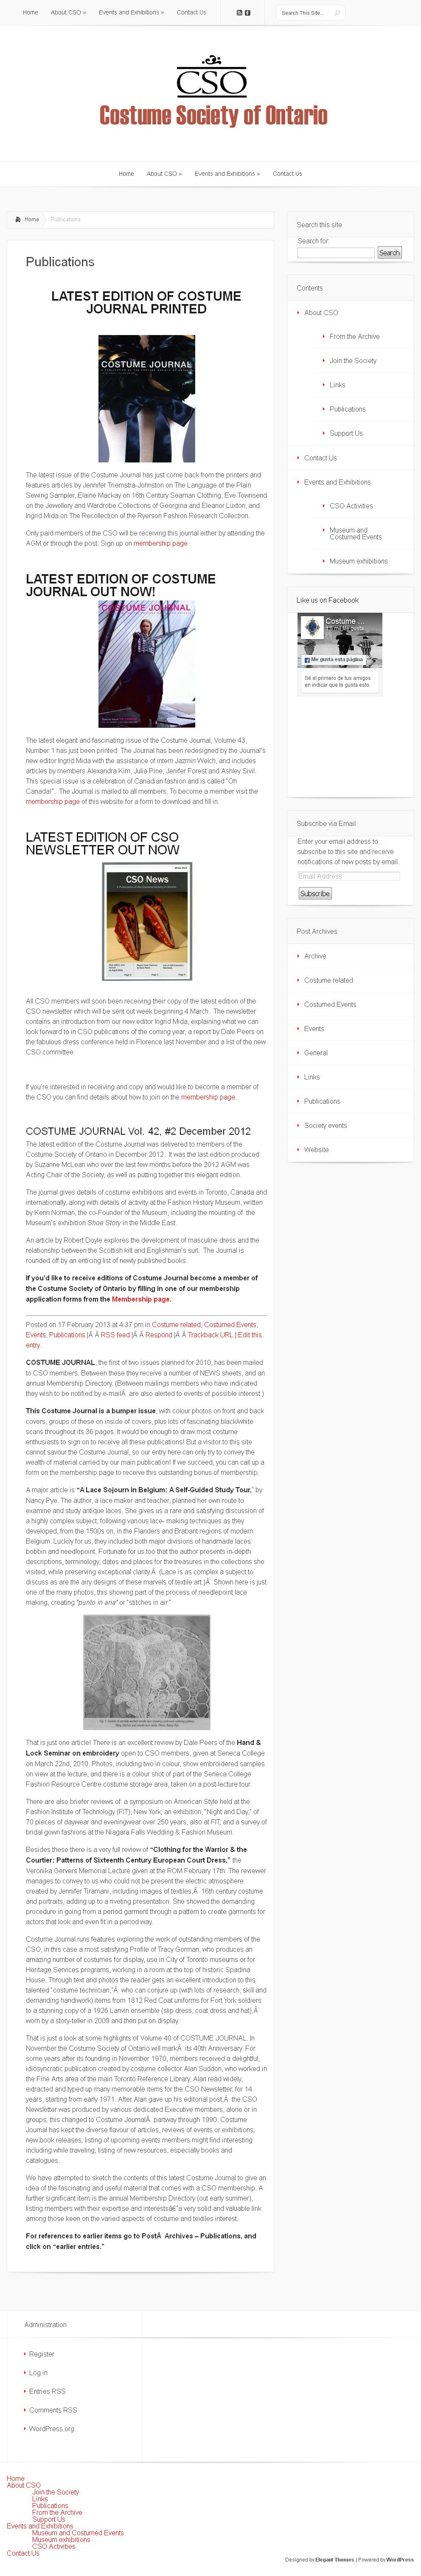 Home About CSO » Events and Exhibitions » Contact Us Search This Site...
CSO
Costume Society of Ontario
Home About CSO » Events and Exhibitions » Contact Us
Home Publications
Publications
LATEST EDITION OF COSTUME
JOURNAL PRINTED
COSTUME JOURNAL
The latest issue of the Costume Journal has just come back from the printers and
features articles by Jennifer Thiemstra-Johnston on The Language of Plain
Sewing Sampler, Elaine Mackay on 16th Century Seaman Clothing, Eve Townsend
on the Jewellery and Wardrobe Collections of Georgina and Eleanor Luxton, and
Ingrid Mida on The Recollection of the Ryerson Fashion Research Collection.
Only paid members of the CSO will be receiving this journal either by attending the
AGM or through the post. Sign up on membership page
LATEST EDITION OF COSTUME
JOURNAL OUT NOW!
COSTUME JOURNAL
The latest elegant and fascinating issue of the Costume Journal, Volume 43,
Number 1 has just been printed. The Journal has been redesigned by the Journal's
new editor Ingrid Mida with the assistance of intern Jazmin Welch, and includes
articles by members Alexandra Kim, Julia Pine, Jenifer Forest and Ashley Sivil.
This special issue is a celebration of Canadian fashion and is called "Oh
Canada!". The Journal is mailed to all members. To become a member visit the
membership page of this website for a form to download and fill in.
LATEST EDITION OF CSO
NEWSLETTER OUT NOW
CSO News
All CSO members will soon been receiving their copy of the latest edition of the
CSO newsletter which will be sent out week beginning 4 March. The newsletter
contains an introduction from our new editor Ingrid Mida, explaining what we can
look forward to in CSO publications of the coming year, a report by Dale Peers on
the fabulous dress conference held in Florence last November and a list of the new
CSO committee.
If you're interested in receiving and copy and would like to become a member of
the CSO you can find details about how to join on the membership page.
COSTUME JOURNAL Vol. 42, #2 December 2012
The latest edition of the Costume Journal was delivered to members of the
Costume Society of Ontario in December 2012. It was the last edition produced
by Suzanne McLean who over the last few months before the 2012 AGM was
Acting Chair of the Society, as well as putting together this elegant edition.
The journal gives details of costume exhibitions and events in Toronto, Canada and
internationally, along with details of activity at the Fashion History Museum, written
by Kenn Norman, the co-Founder of the Museum, including the mounting of the
Museum's exhibition Shoe Story in the Middle East.
An article by Robert Doyle explores the development of masculine dress and the
relationship between the Scottish kilt and Englishman's suit. The Journal is
rounded off by an enticing list of newly published books.
If you'd like to receive editions of Costume Journal become a member of
the Costume Society of Ontario by filling in one of our membership
application forms from the Membership page.
Posted on 17 February 2013 at 4:37 pm in Costume related, Costumed Events,
Events, Publications |Â Â RSS feed |Â Â Respond |Â Â Trackback URL | Edit this
entry .
COSTUME JOURNAL, the first of two issues planned for 2010, has been mailed
to CSO members. Between these they receive a number of NEWS sheets, and an
annual Membership Directory. (Between mailings members who have indicated
they wish to be notified by e-mailÂ are also alerted to events of possible interest.)
This Costume Journal is a bumper issue, with colour photos on front and back
covers, groups of these on inside of covers, plus lots of fascinating black/white
scans throughout its 36 pages. It would be enough to draw most costume
enthusiasts to sign on to receive all these publications! But a visitor to this site
cannot savour the Costume Journal, so our entry here can only try to convey the
wealth of material carried by our main publication! If we succeed, you can call up a
form on the membership page to receive this outstanding bonus of membership.
A major article is "A Lace Sojourn in Belgium: A Self-Guided Study Tour," by
Nancy Pye. The author, a lace maker and teacher, planned her own route to
examine and study antique laces. She gives us a rare and satisfying discussion of
a highly complex subject, following various lace- making techniques as they
developed, from the 1500s on, in the Flanders and Brabant regions of modern
Belgium. Luckily for us, they included both major divisions of handmade laces:
bobbin and needlepoint. Fortunate for us too that the author presents in-depth
descriptions, terminology, dates and places for the treasures in the collections she
visited, while preserving exceptional clarity.Â (Lace is as complex a subject to
discuss as are the airy designs of these marvels of textile art.)Â Shown here is just
one of the many photos, this showing part of the process of needlepoint lace
making, creating "punto in aria" or "stitches in air."
That is just one article! There is an excellent review by Dale Peers of the Hand &
Lock Seminar on embroidery open to CSO members, given at Seneca College
on March 22nd, 2010. Photos, including two in colour, show embroidered samples
on view at the lecture, and there is a colour shot of part of the Seneca College
Fashion Resource Centre costume storage area, taken on a post-lecture tour.
There are also briefer reviews of: a symposium on American Style held at the
Fashion Institute of Technology (FIT), New York; an exhibition, "Night and Day," of
70 pieces of daywear and eveningwear over 250 years, also at FIT, and a survey of
bridal gown fashions at the Niagara Falls Wedding & Fashion Museum.
Besides these there is a very full review of "Clothing for the Warrior & the
Courtier: Patterns of Sixteenth Century European Court Dress," the
Veronika Gervers Memorial Lecture given at the ROM February 17th. The reviewer
manages to convey to us who could not be present the electric atmosphere
created by Jennifer Tiramani, including images of textiles,Â 16th century costume
and portraits, adding up to a riveting presentation. She showed the demanding
procedure in going from a period garment through a pattern to create garments for
actors that look and even fit in a period way.
Costume Journal runs features exploring the work of outstanding members of the
CSO, in this case a most satisfying Profile of Tracy Gorman, who produces an
amazing number of costumes for display, use in City of Toronto museums or for
Heritage Services programs, working in a room at the top of historic Spadina
House. Through text and photos the reader gets an excellent introduction to this
talented "costume technician,"Â who can conjure up (with lots of research, skill and
demanding handiwork) items from 1812 Red Coat uniforms for Fort York soldiers
to a stunning copy of a 1926 Lanvin ensemble (slip dress, coat dress and hat),Â
worn by a story-teller in 2009 and then put on display.
That is just a look at some highlights of Volume 40 of COSTUME JOURNAL. In
November the Costume Society of Ontario will markÂ its 40th Anniversary. For
some years after its founding in November 1970, members received a delightful,
idiosyncratic publication created by costume collector Alan Suddon, who worked in
the Fine Arts area of the main Toronto Reference Library. Alan read widely,
extracted and typed up many memorable items for the CSO Newsletter, for 14
years, starting from early 1971. After Alan gave up his editorial post,Â the CSO
Newsletter was produced by various dedicated Executive members, alone or in
groups; this changed to Costume JournalÂ partway through 1990. Costume
Journal has kept the diverse flavour of articles, reviews of events or exhibitions;
new book releases; listing of upcoming events members might find interesting
including while traveling; listing of new resources, especially books and
catalogues.
We have attempted to sketch the contents of this latest Costume Journal to give an
idea of the fascinating and useful material that comes with a CSO membership. A
further significant item is the annual Membership Directory (out early summer),
listing members with their expertise and interestsâ€"a very solid and valuable link
among those keen on the varied aspects of costume and textiles interest.
For references to earlier items go to PostÂ Archives – Publications, and
click on "earlier entries."
Search this site
Search for:
Search
Contents
About CSO
From the Archive
Join the Society
Links
Publications
Support Us
Contact Us
Events and Exhibitions
CSO Activities
Museum and
Costumed Events
Museum exhibitions
Like us on Facebook
Costume ...
Me gusta esta página
Sé el primero de tus amigos
en indicar que te gusta esto.
Subscribe via Email
Enter your email address to
subscribe to this site and receive
notifications of new posts by email.
Email Address
Subscribe
Post Archives
Archive
Costume related
Costumed Events
Events
General
Links
Publications
Society events
Website
Administration
Register
Log in
Entries RSS
Comments RSS
WordPress.org
Home
About CSO
Join the Society
Links
Publications
From the Archive
Support Us
Events and Exhibitions
Museum and Costumed Events
Museum exhibitions
CSO Activities
Contact Us
Designed by Elegant Themes | Powered by WordPress